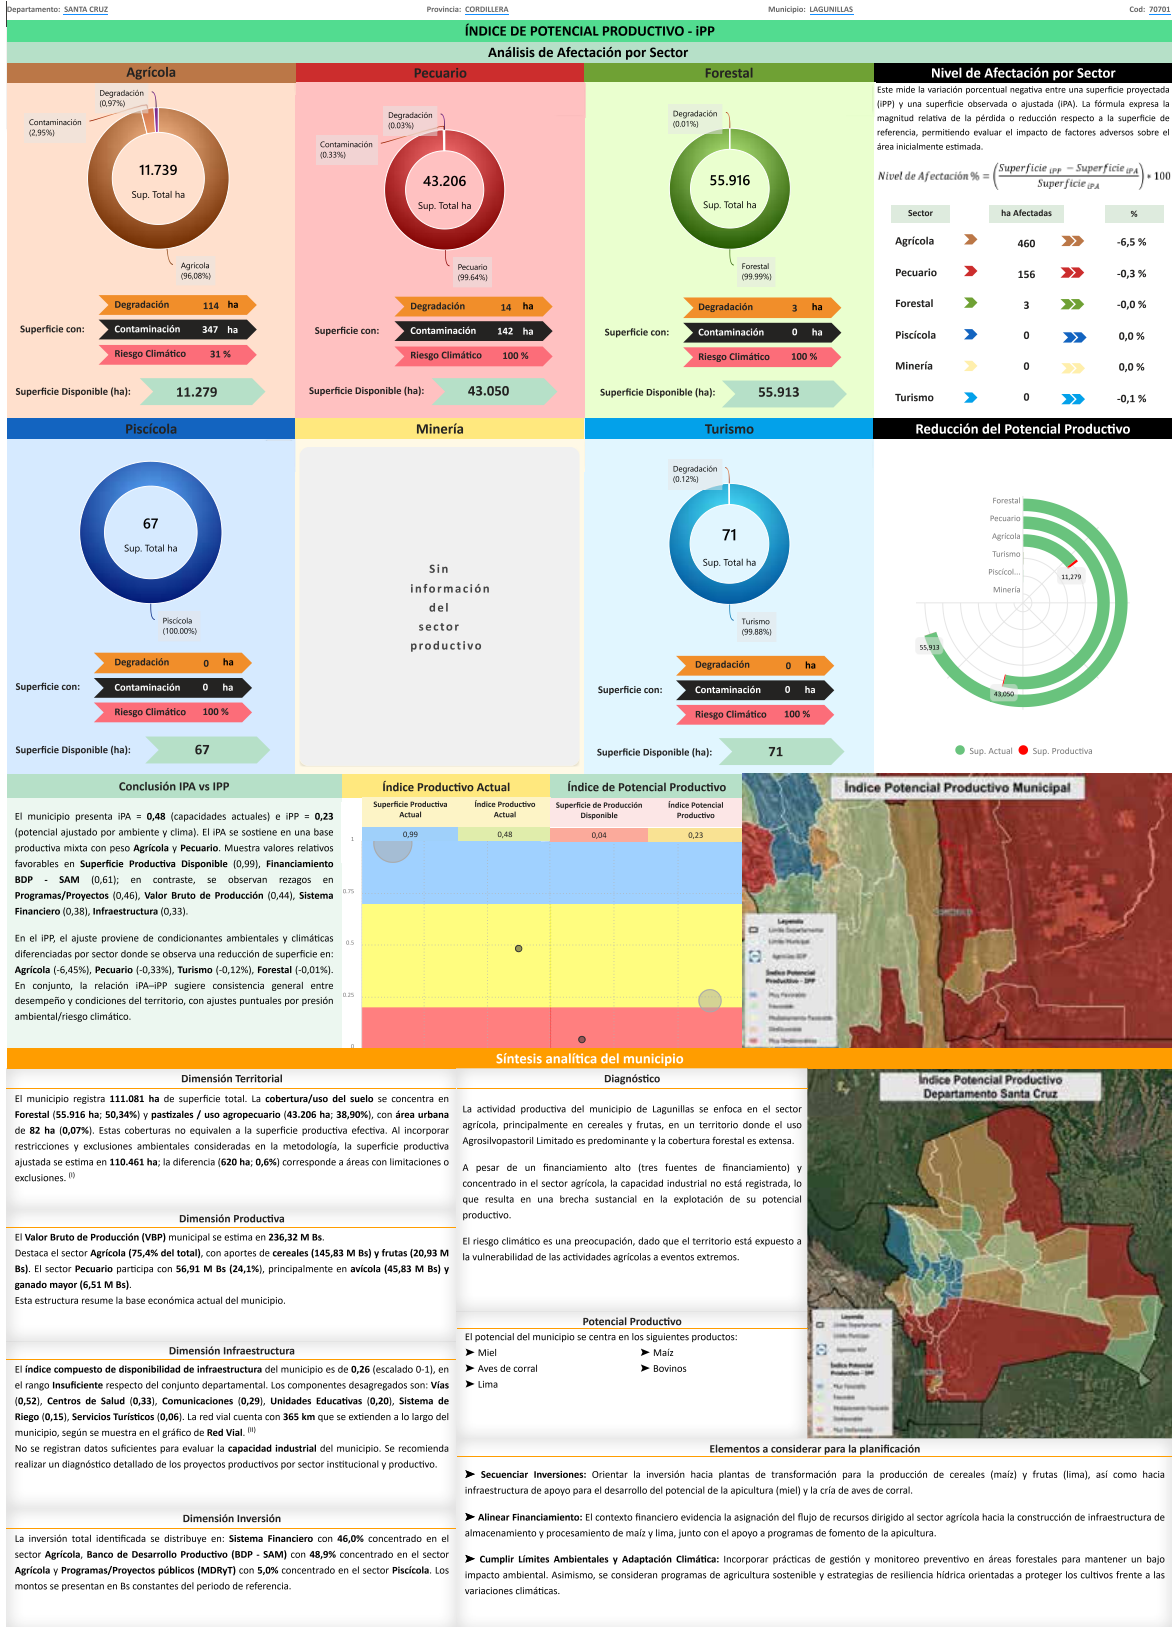 Departamento: SANTA CRUZ
Provincia: CORDILLERA
Municipio: LAGUNILLAS
Cod: 70701
ÍNDICE DE POTENCIAL PRODUCTIVO - iPP
Análisis de Afectación por Sector
Agrícola
Degradación
(0,97%)
Contaminación
(2,95%)
11.739
Sup. Total ha
Agrícola
(96,08%)
Superficie con:
Degradación 114 ha
Contaminación 347 ha
Riesgo Climático 31 %
Superficie Disponible (ha): 11.279
Pecuario
Degradación
(0.03%)
Contaminación
(0.33%)
43.206
Sup. Total ha
Pecuario
(99.64%)
Superficie con:
Degradación 14 ha
Contaminación 142 ha
Riesgo Climático 100 %
Superficie Disponible (ha): 43.050
Forestal
Degradación
(0.01%)
55.916
Sup. Total ha
Forestal
(99.99%)
Superficie con:
Degradación 3 ha
Contaminación 0 ha
Riesgo Climático 100 %
Superficie Disponible (ha): 55.913
Nivel de Afectación por Sector
Este mide la variación porcentual negativa entre una superficie proyectada
(iPP) y una superficie observada o ajustada (iPA). La fórmula expresa la
magnitud relativa de la pérdida o reducción respecto a la superficie de
referencia, permitiendo evaluar el impacto de factores adversos sobre el
área inicialmente estimada.
Nivel de Afectación % = (Superficie iPP − Superficie iPA / Superficie iPA) * 100
Sector ha Afectadas %
Agrícola 460 -6,5 %
Pecuario 156 -0,3 %
Forestal 3 -0,0 %
Piscícola 0 0,0 %
Minería 0 0,0 %
Turismo 0 -0,1 %
Piscícola
67
Sup. Total ha
Piscícola
(100.00%)
Superficie con:
Degradación 0 ha
Contaminación 0 ha
Riesgo Climático 100 %
Superficie Disponible (ha): 67
Minería
Sin
información
del
sector
productivo
Turismo
Degradación
(0.12%)
71
Sup. Total ha
Turismo
(99.88%)
Superficie con:
Degradación 0 ha
Contaminación 0 ha
Riesgo Climático 100 %
Superficie Disponible (ha): 71
Reducción del Potencial Productivo
Forestal
Pecuario
Agrícola
Turismo
Piscícol...
Minería
11,279
55,913
43,050
Sup. Actual Sup. Productiva
Conclusión IPA vs IPP
El municipio presenta iPA = 0,48 (capacidades actuales) e iPP = 0,23
(potencial ajustado por ambiente y clima). El iPA se sostiene en una base
productiva mixta con peso Agrícola y Pecuario. Muestra valores relativos
favorables en Superficie Productiva Disponible (0,99), Financiamiento
BDP - SAM (0,61); en contraste, se observan rezagos en
Programas/Proyectos (0,46), Valor Bruto de Producción (0,44), Sistema
Financiero (0,38), Infraestructura (0,33).
En el iPP, el ajuste proviene de condicionantes ambientales y climáticas
diferenciadas por sector donde se observa una reducción de superficie en:
Agrícola (-6,45%), Pecuario (-0,33%), Turismo (-0,12%), Forestal (-0,01%).
En conjunto, la relación iPA–iPP sugiere consistencia general entre
desempeño y condiciones del territorio, con ajustes puntuales por presión
ambiental/riesgo climático.
Índice Productivo Actual
Índice de Potencial Productivo
Superficie Productiva
Actual
Índice Productivo
Actual
Superficie de Producción
Disponible
Índice Potencial
Productivo
0,99 0,48 0,04 0,23
1
0.75
0.5
0.25
0
Índice Potencial Productivo Municipal
Leyenda
Límite Departamental
Límite Municipal
Agencias BDP
Índice Potencial
Productivo - IPP
Muy Favorable
Favorable
Medianamente Favorable
Desfavorable
Muy Desfavorable
Síntesis analítica del municipio
Dimensión Territorial
El municipio registra 111.081 ha de superficie total. La cobertura/uso del suelo se concentra en
Forestal (55.916 ha; 50,34%) y pastizales / uso agropecuario (43.206 ha; 38,90%), con área urbana
de 82 ha (0,07%). Estas coberturas no equivalen a la superficie productiva efectiva. Al incorporar
restricciones y exclusiones ambientales consideradas en la metodología, la superficie productiva
ajustada se estima en 110.461 ha; la diferencia (620 ha; 0,6%) corresponde a áreas con limitaciones o
exclusiones. (I)
Dimensión Productiva
El Valor Bruto de Producción (VBP) municipal se estima en 236,32 M Bs.
Destaca el sector Agrícola (75,4% del total), con aportes de cereales (145,83 M Bs) y frutas (20,93 M
Bs). El sector Pecuario participa con 56,91 M Bs (24,1%), principalmente en avícola (45,83 M Bs) y
ganado mayor (6,51 M Bs).
Esta estructura resume la base económica actual del municipio.
Dimensión Infraestructura
El índice compuesto de disponibilidad de infraestructura del municipio es de 0,26 (escalado 0-1), en
el rango Insuficiente respecto del conjunto departamental. Los componentes desagregados son: Vías
(0,52), Centros de Salud (0,33), Comunicaciones (0,29), Unidades Educativas (0,20), Sistema de
Riego (0,15), Servicios Turísticos (0,06). La red vial cuenta con 365 km que se extienden a lo largo del
municipio, según se muestra en el gráfico de Red Vial. (II)
No se registran datos suficientes para evaluar la capacidad industrial del municipio. Se recomienda
realizar un diagnóstico detallado de los proyectos productivos por sector institucional y productivo.
Dimensión Inversión
La inversión total identificada se distribuye en: Sistema Financiero con 46,0% concentrado en el
sector Agrícola, Banco de Desarrollo Productivo (BDP - SAM) con 48,9% concentrado en el sector
Agrícola y Programas/Proyectos públicos (MDRyT) con 5,0% concentrado en el sector Piscícola. Los
montos se presentan en Bs constantes del periodo de referencia.
Diagnóstico
La actividad productiva del municipio de Lagunillas se enfoca en el sector
agrícola, principalmente en cereales y frutas, en un territorio donde el uso
Agrosilvopastoril Limitado es predominante y la cobertura forestal es extensa.
A pesar de un financiamiento alto (tres fuentes de financiamiento) y
concentrado in el sector agrícola, la capacidad industrial no está registrada, lo
que resulta en una brecha sustancial en la explotación de su potencial
productivo.
El riesgo climático es una preocupación, dado que el territorio está expuesto a
la vulnerabilidad de las actividades agrícolas a eventos extremos.
Potencial Productivo
El potencial del municipio se centra en los siguientes productos:
➤ Miel
➤ Aves de corral
➤ Lima
➤ Maíz
➤ Bovinos
Índice Potencial Productivo
Departamento Santa Cruz
Leyenda
Límite Departamental
Límite Municipal
Agencias BDP
Índice Potencial
Productivo - IPP
Muy Favorable
Favorable
Medianamente Favorable
Desfavorable
Muy Desfavorable
Elementos a considerar para la planificación
➤ Secuenciar Inversiones: Orientar la inversión hacia plantas de transformación para la producción de cereales (maíz) y frutas (lima), así como hacia
infraestructura de apoyo para el desarrollo del potencial de la apicultura (miel) y la cría de aves de corral.
➤ Alinear Financiamiento: El contexto financiero evidencia la asignación del flujo de recursos dirigido al sector agrícola hacia la construcción de infraestructura de
almacenamiento y procesamiento de maíz y lima, junto con el apoyo a programas de fomento de la apicultura.
➤ Cumplir Límites Ambientales y Adaptación Climática: Incorporar prácticas de gestión y monitoreo preventivo en áreas forestales para mantener un bajo
impacto ambiental. Asimismo, se consideran programas de agricultura sostenible y estrategias de resiliencia hídrica orientadas a proteger los cultivos frente a las
variaciones climáticas.